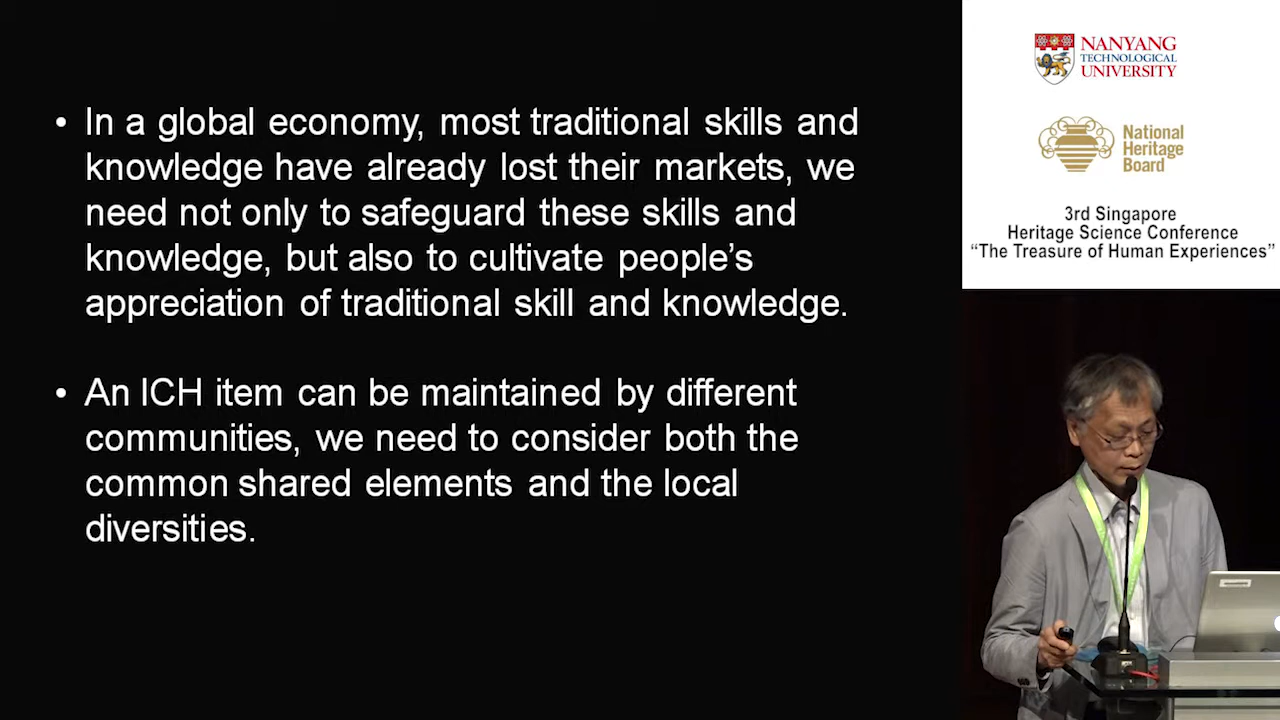 • In a global economy, most traditional skills and
knowledge have already lost their markets, we
need not only to safeguard these skills and
knowledge, but also to cultivate people’s
appreciation of traditional skill and knowledge.
• An ICH item can be maintained by different
communities, we need to consider both the
common shared elements and the local
diversities.
NANYANG
TECHNOLOGICAL
UNIVERSITY
National
Heritage
Board
3rd Singapore
Heritage Science Conference
“The Treasure of Human Experiences”